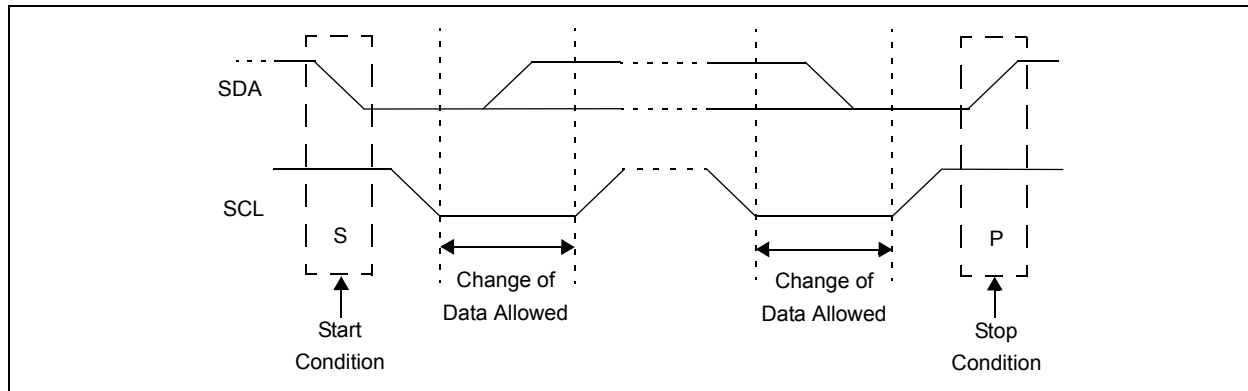 SDA
SCL
S
P
Change of
Data Allowed
Change of
Data Allowed
Start
Condition
Stop
Condition